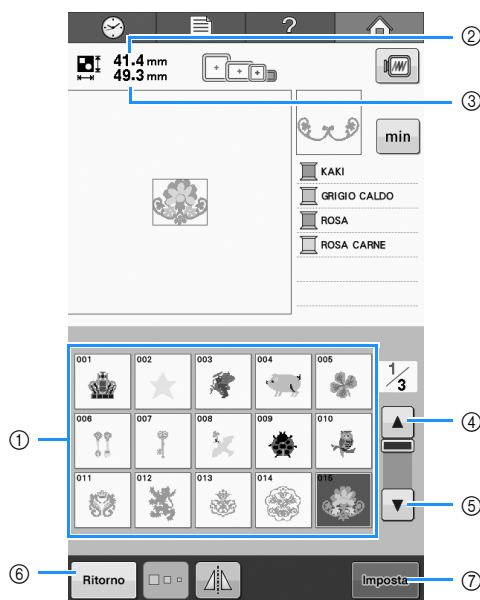 ?
②
41.4 mm
49.3 mm
③
min
KAKI
GRIGIO CALDO
ROSA
ROSA CARNE
001 002 003 004 005
1/3
006 007 008 009 010
①
④
011 012 013 014 015
⑤
⑥
Ritorno
Imposta
⑦